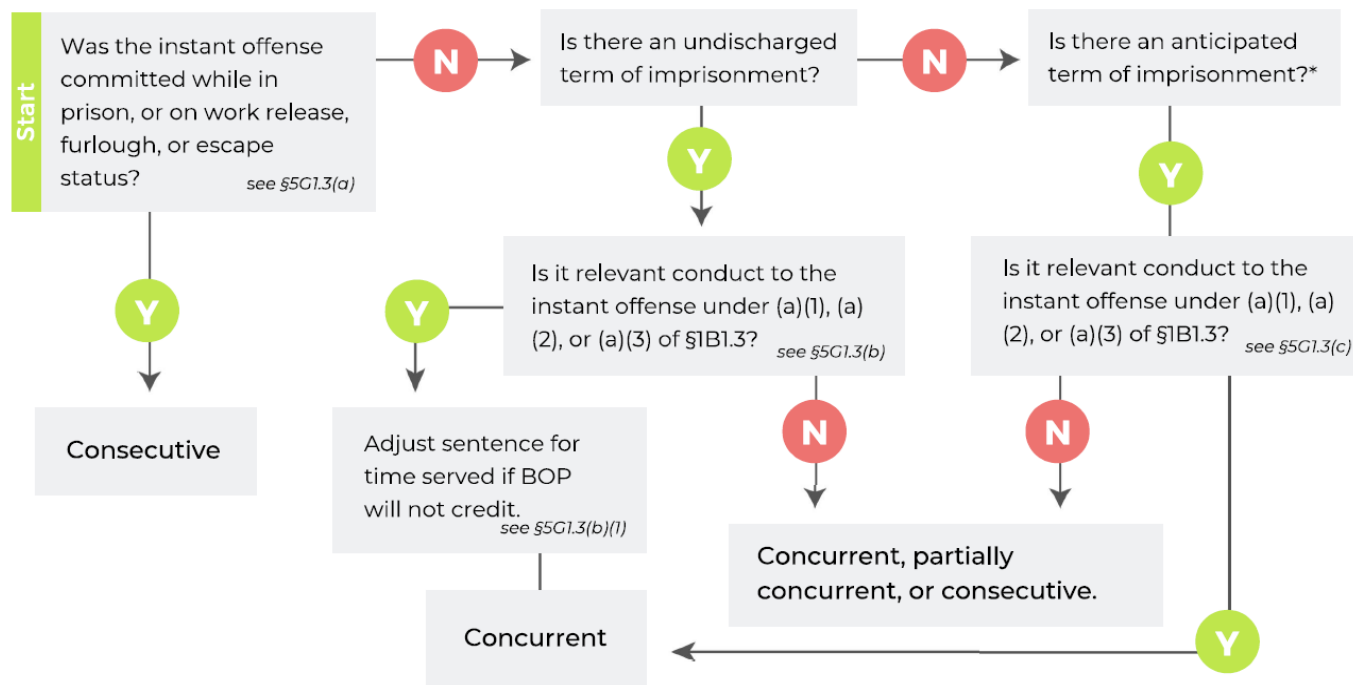 Start
Was the instant offense
committed while in
prison, or on work release,
furlough, or escape
status?
see §5G1.3(a)
N
Is there an undischarged
term of imprisonment?
N
Is there an anticipated
term of imprisonment?*
Y
Y
Y
Is it relevant conduct to the
instant offense under (a)(1), (a)
(2), or (a)(3) of §1B1.3?
see §5G1.3(b)
Y
Is it relevant conduct to the
instant offense under (a)(1), (a)
(2), or (a)(3) of §1B1.3?
see §5G1.3(c)
Consecutive
Adjust sentence for
time served if BOP
will not credit.
see §5G1.3(b)(1)
N
N
Concurrent, partially
concurrent, or consecutive.
Concurrent
Y